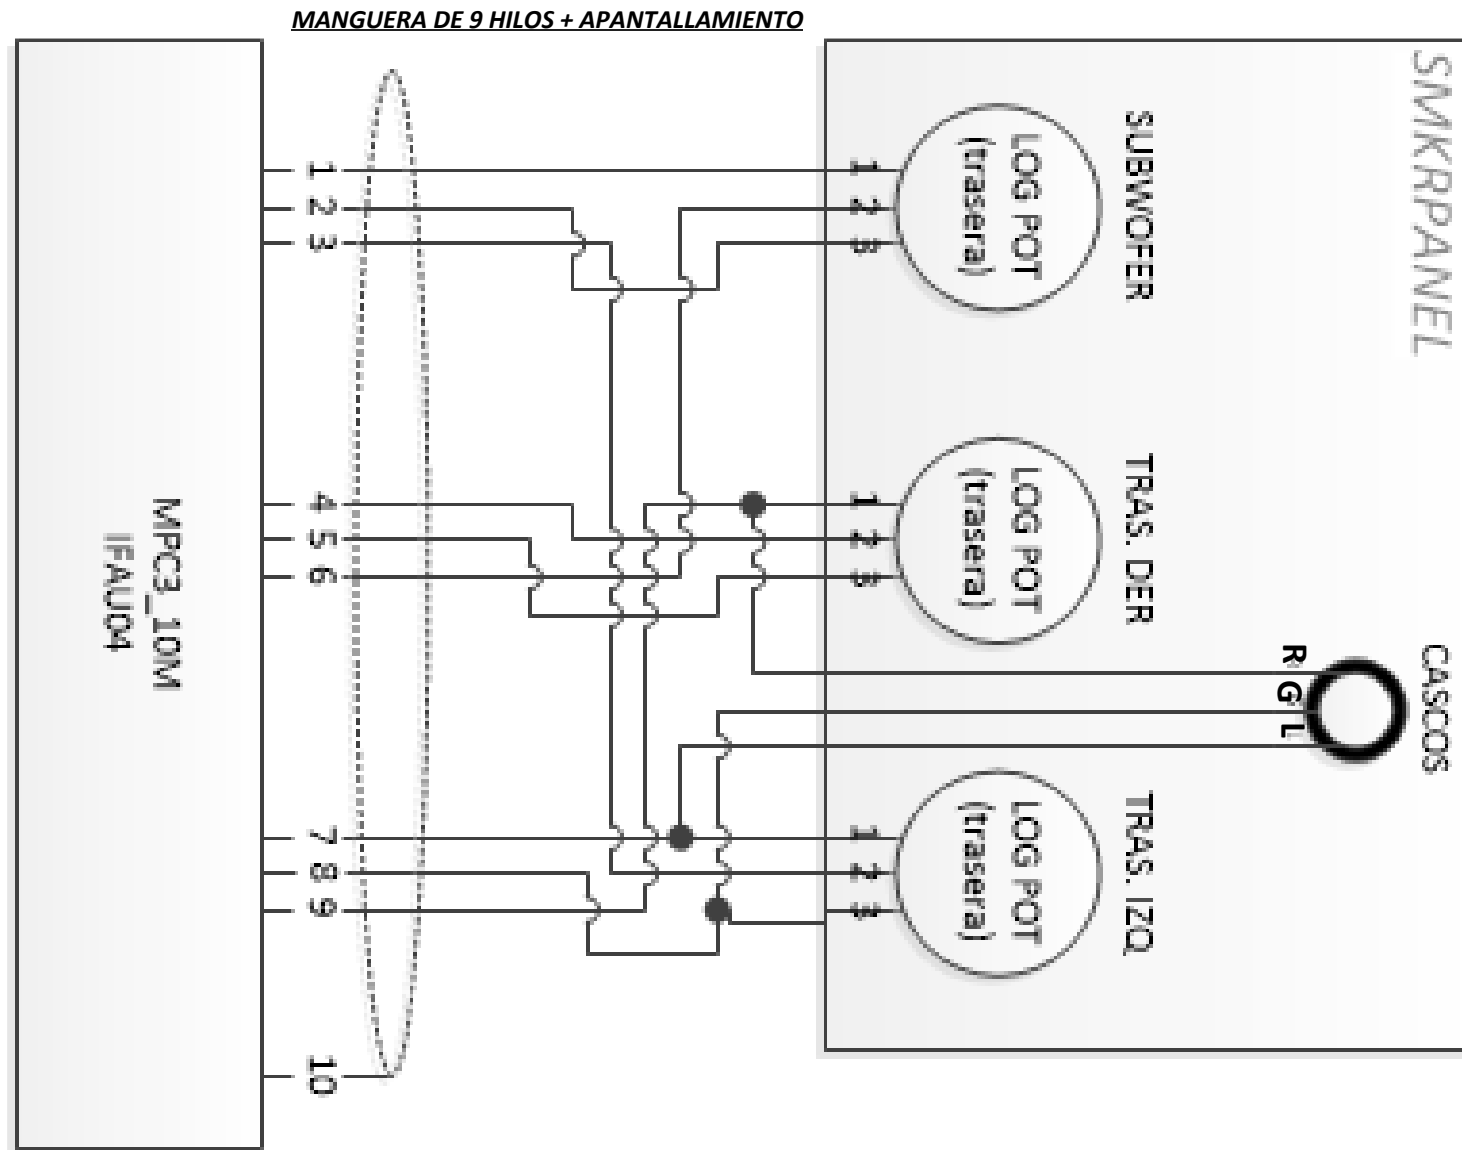 MANGUERA DE 9 HILOS + APANTALLAMIENTO
SMKRPANEL
SUBWOFER
LOG POT
(trasera)
1
2
3
1
2
3
TRAS. DER
LOG POT
(trasera)
4
5
6
1
2
3
MPC3_10M
IFAU04
CASCOS
R
G
L
TRAS. IZQ
LOG POT
(trasera)
7
8
9
1
2
3
10